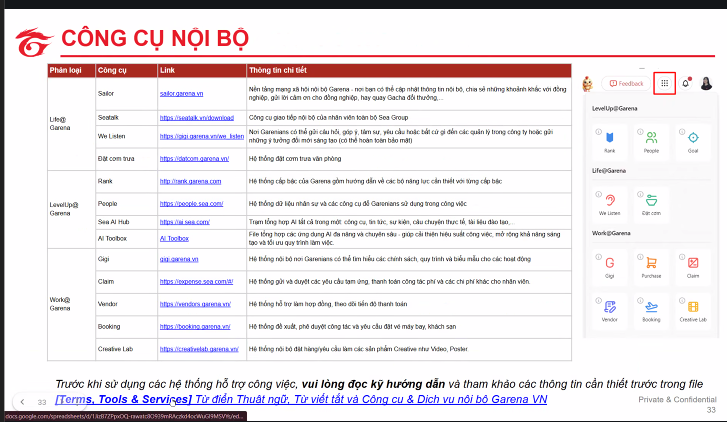 CÔNG CỤ NỘI BỘ
Phân loại Công cụ Link Thông tin chi tiết
Life@
Garena
Sailor sailor.garena.vn Nền tảng mạng xã hội nội bộ Garena - nơi bạn có thể cập nhật thông tin nội bộ, chia sẻ những khoảnh khắc với đồng
nghiệp, gửi lời cảm ơn cho đồng nghiệp, hay quay Gacha đổi thưởng,...
Seatalk https://seatalk.vn/download Công cụ giao tiếp nội bộ của nhân viên toàn bộ Sea Group
We Listen https://gigi.garena.vn/we_listen Nơi Garenians có thể gửi câu hỏi, góp ý, tâm sự, yêu cầu hoặc bất cứ gì đến các quản lý trong công ty hoặc gửi
những ý tưởng đổi mới sáng tạo (có thể hoàn toàn bảo mật)
Đặt cơm trưa https://datcom.garena.vn/ Hệ thống đặt cơm trưa văn phòng
LevelUp@
Garena
Rank http://rank.garena.com Hệ thống cấp bậc của Garena gồm hướng dẫn về các bộ năng lực cần thiết với từng cấp bậc
People https://people.sea.com/ Hệ thống dữ liệu nhân sự và các công cụ để Garenians sử dụng trong công việc
Sea AI Hub https://ai.sea.com/ Trạm tổng hợp AI tất cả trong một: công cụ, tin tức, sự kiện, câu chuyện thực tế, tài liệu đào tạo,...
AI Toolbox AI Toolbox File tổng hợp các ứng dụng AI đa năng và chuyên sâu - giúp cải thiện hiệu suất công việc, mở rộng khả năng sáng
tạo và tối ưu quy trình làm việc.
Work@
Garena
Gigi gigi.garena.vn Hệ thống nội bộ nơi Garenians có thể tìm hiểu các chính sách, quy trình và biểu mẫu cho các hoạt động
Claim https://expense.sea.com/#/ Hệ thống gửi và duyệt các yêu cầu tạm ứng, thanh toán công tác phí và các chi phí khác cho nhân viên.
Vendor https://vendors.garena.vn/ Hệ thống hỗ trợ làm hợp đồng, theo dõi tiến độ thanh toán
Booking https://booking.garena.vn/ Hệ thống đề xuất, phê duyệt công tác và yêu cầu đặt vé máy bay, khách sạn
Creative Lab https://creativelab.garena.vn/ Hệ thống nội bộ đặt hàng/yêu cầu làm các sản phẩm Creative như Video, Poster
Feedback
LevelUp@Garena
Rank People Goal
Life@Garena
We Listen Đặt cơm
Work@Garena
Gigi Purchase Claim
Vendor Booking Creative Lab
Trước khi sử dụng các hệ thống hỗ trợ công việc, vui lòng đọc kỹ hướng dẫn và tham khảo các thông tin cần thiết trước trong file
[Terms, Tools & Services] Từ điển Thuật ngữ, Từ viết tắt và Công cụ & Dịch vụ nội bộ Garena VN
33
Private & Confidential
33